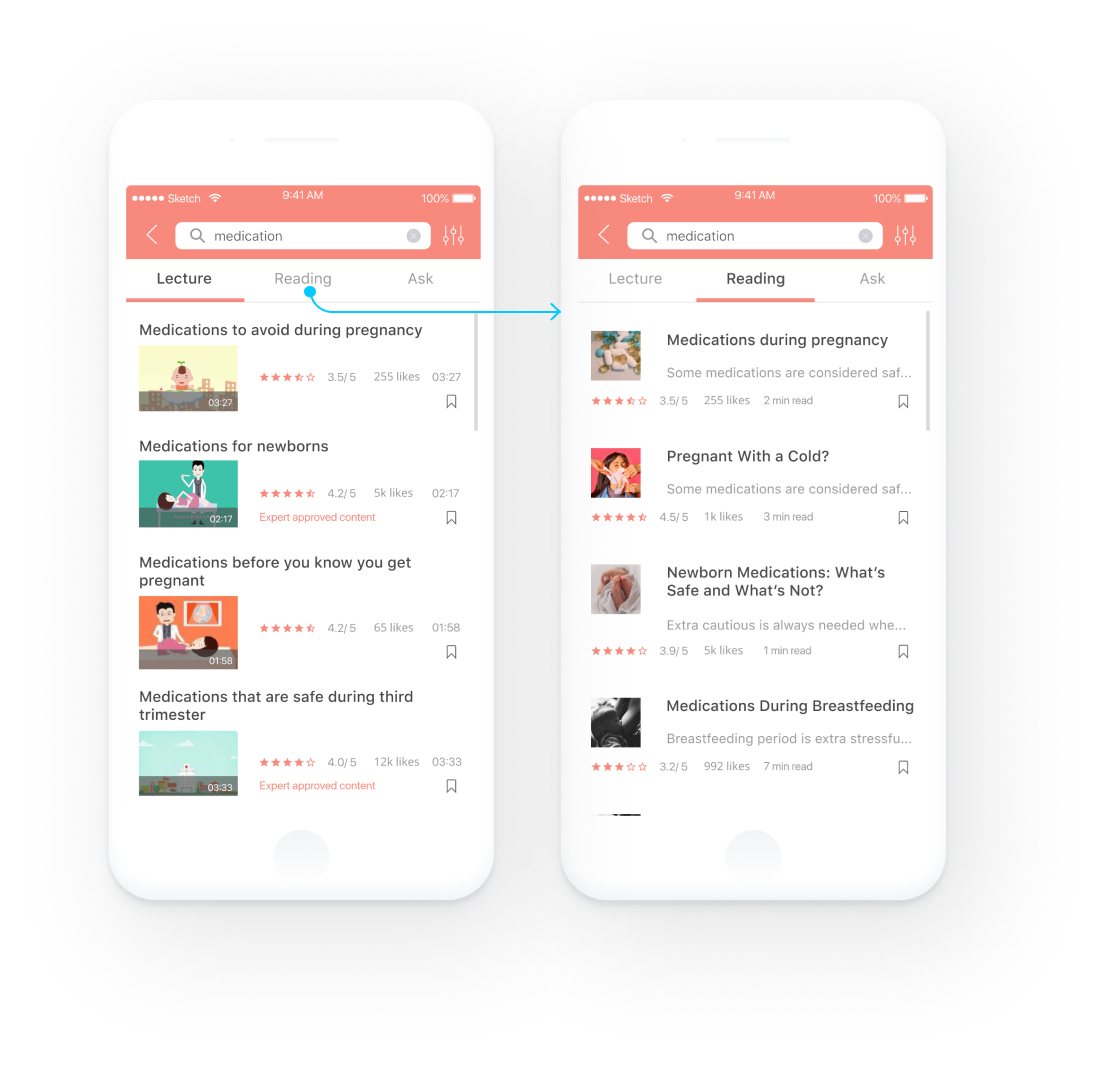 Sketch 9:41 AM 100%
medication
Lecture Reading Ask
Medications to avoid during pregnancy
03:27
3.5/5 255 likes 03:27
Medications for newborns
02:17
4.2/5 5k likes 02:17
Expert approved content
Medications before you know you get
pregnant
01:58
4.2/5 65 likes 01:58
Medications that are safe during third
trimester
03:33
4.0/5 12k likes 03:33
Expert approved content
Sketch 9:41 AM 100%
medication
Lecture Reading Ask
Medications during pregnancy
Some medications are considered saf...
3.5/5 255 likes 2 min read
Pregnant With a Cold?
Some medications are considered saf...
4.5/5 1k likes 3 min read
Newborn Medications: What's
Safe and What's Not?
Extra cautious is always needed whe...
3.9/5 5k likes 1 min read
Medications During Breastfeeding
Breastfeeding period is extra stressfu...
3.2/5 992 likes 7 min read